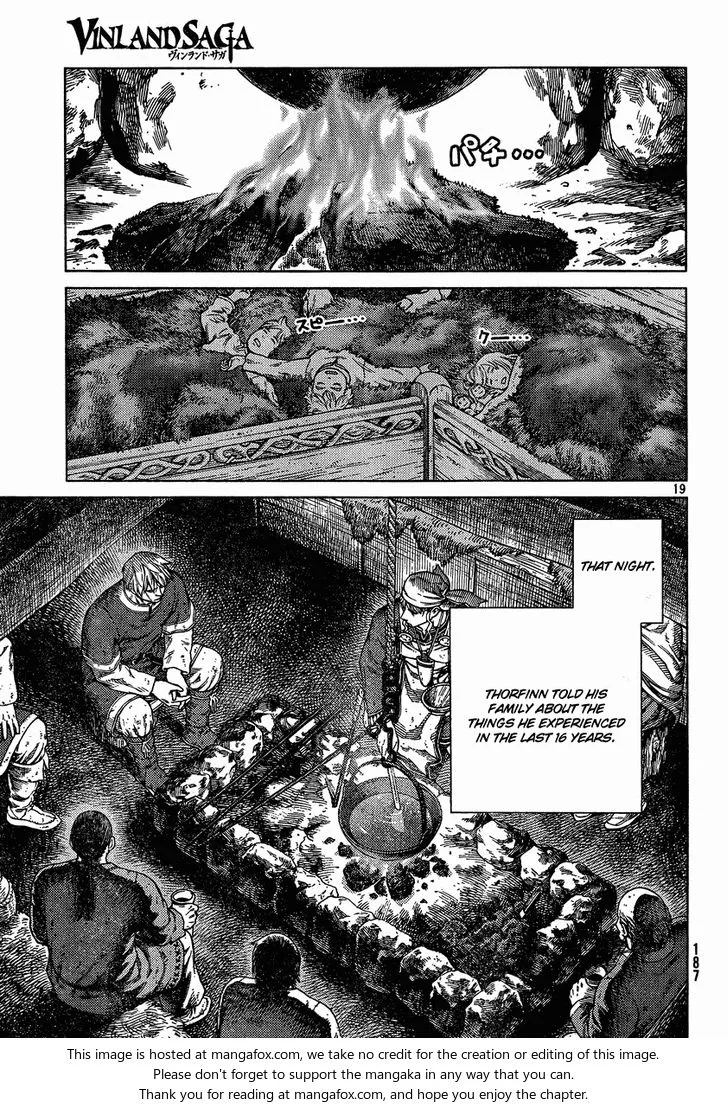 VINLAND SAGA
ヴィンランド・サガ
パチ・・・
スピー・・・
クー・・・
19
THAT NIGHT.
THORFINN TOLD HIS
FAMILY ABOUT THE
THINGS HE EXPERIENCED
IN THE LAST 16 YEARS.
187
This image is hosted at mangafox.com, we take no credit for the creation or editing of this image.
Please don't forget to support the mangaka in any way that you can.
Thank you for reading at mangafox.com, and hope you enjoy the chapter.